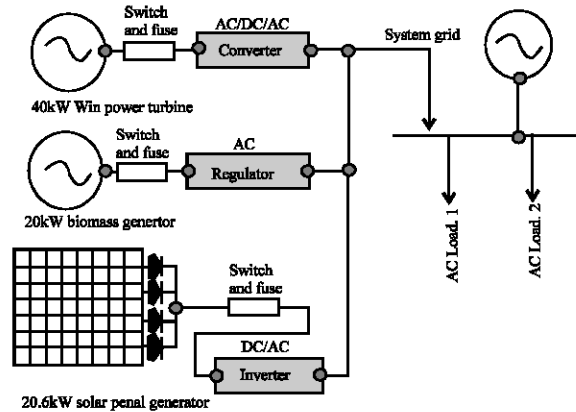 Switch
and fuse
AC/DC/AC
Converter
System grid
40kW Win power turbine
Switch
and fuse
AC
Regulator
20kW biomass genertor
AC Load. 1
AC Load. 2
Switch
and fuse
DC/AC
Inverter
20.6kW solar penal generator